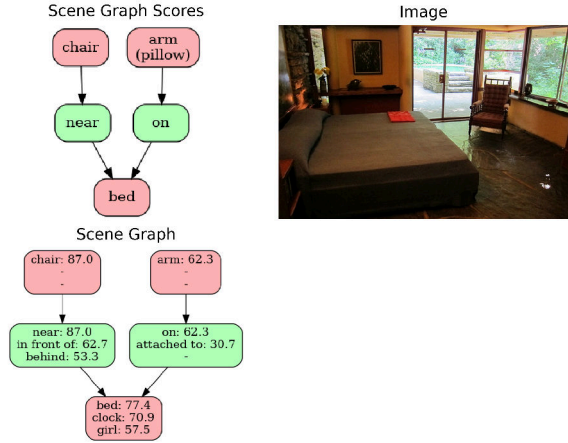 Scene Graph Scores
Image
chair
arm
(pillow)
near
on
bed
Scene Graph
chair: 87.0
-
-
arm: 62.3
-
-
near: 87.0
in front of: 62.7
behind: 53.3
on: 62.3
attached to: 30.7
-
bed: 77.4
clock: 70.9
girl: 57.5